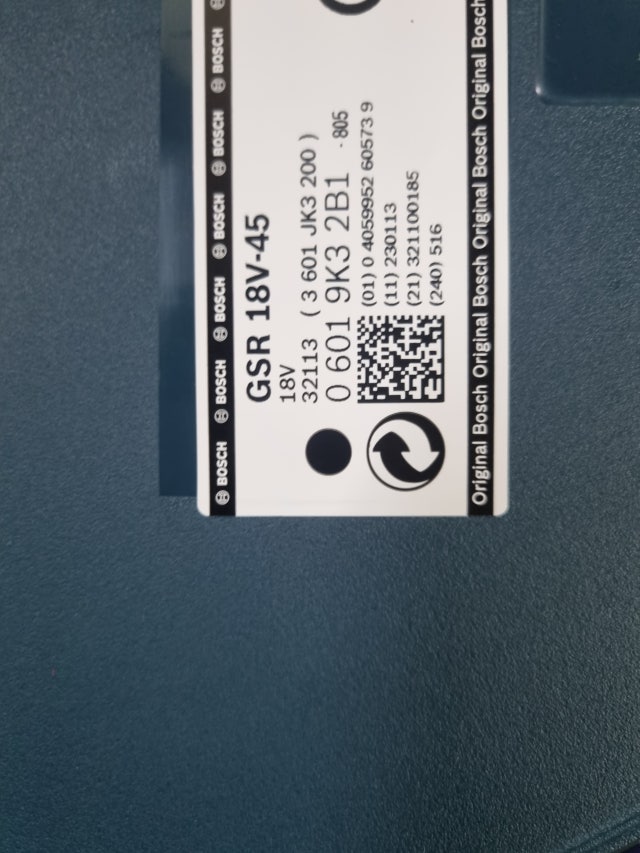 BOSCH BOSCH BOSCH BOSCH BOSCH BOSCH
GSR 18V-45
18V
32113 ( 3 601 JK3 200 )
0 601 9K3 2B1 - 805
(01) 0 4059952 60573 9
(11) 230113
(21) 321100185
(240) 516
Original Bosch Original Bosch Original Bosch Original Bosch Original Bosch